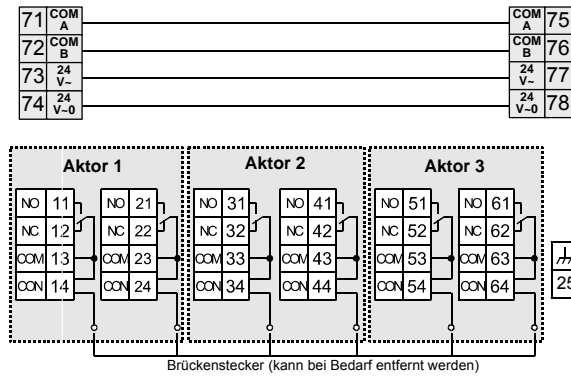 71 COM A COM A 75
72 COM B COM B 76
73 24 V~ 24 V~ 77
74 24 V~0 24 V~0 78
Aktor 1 Aktor 2 Aktor 3
NO 11 NO 21 NO 31 NO 41 NO 51 NO 61
NC 12 NC 22 NC 32 NC 42 NC 52 NC 62
COM 13 COM 23 COM 33 COM 43 COM 53 COM 63
CON 14 CON 24 CON 34 CON 44 CON 54 CON 64
25
Brückenstecker (kann bei Bedarf entfernt werden)